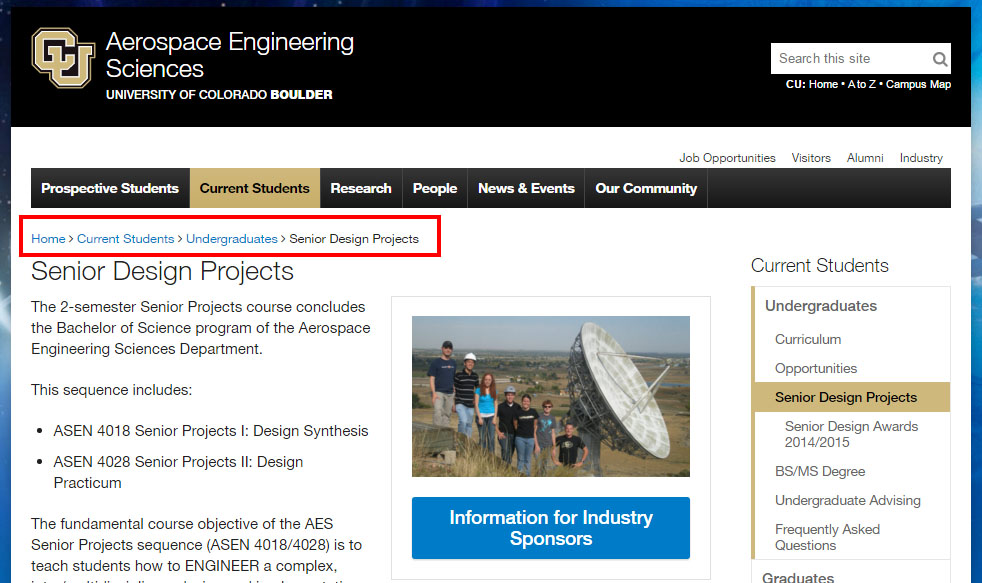 CU
Aerospace Engineering
Sciences
UNIVERSITY OF COLORADO BOULDER
Search this site
CU: Home • A to Z • Campus Map
Job Opportunities Visitors Alumni Industry
Prospective Students Current Students Research People News & Events Our Community
Home > Current Students > Undergraduates > Senior Design Projects
Senior Design Projects
The 2-semester Senior Projects course concludes
the Bachelor of Science program of the Aerospace
Engineering Sciences Department.
This sequence includes:
• ASEN 4018 Senior Projects I: Design Synthesis
• ASEN 4028 Senior Projects II: Design
Practicum
The fundamental course objective of the AES
Senior Projects sequence (ASEN 4018/4028) is to
teach students how to ENGINEER a complex,
Information for Industry
Sponsors
Current Students
Undergraduates
Curriculum
Opportunities
Senior Design Projects
Senior Design Awards
2014/2015
BS/MS Degree
Undergraduate Advising
Frequently Asked
Questions
Graduates